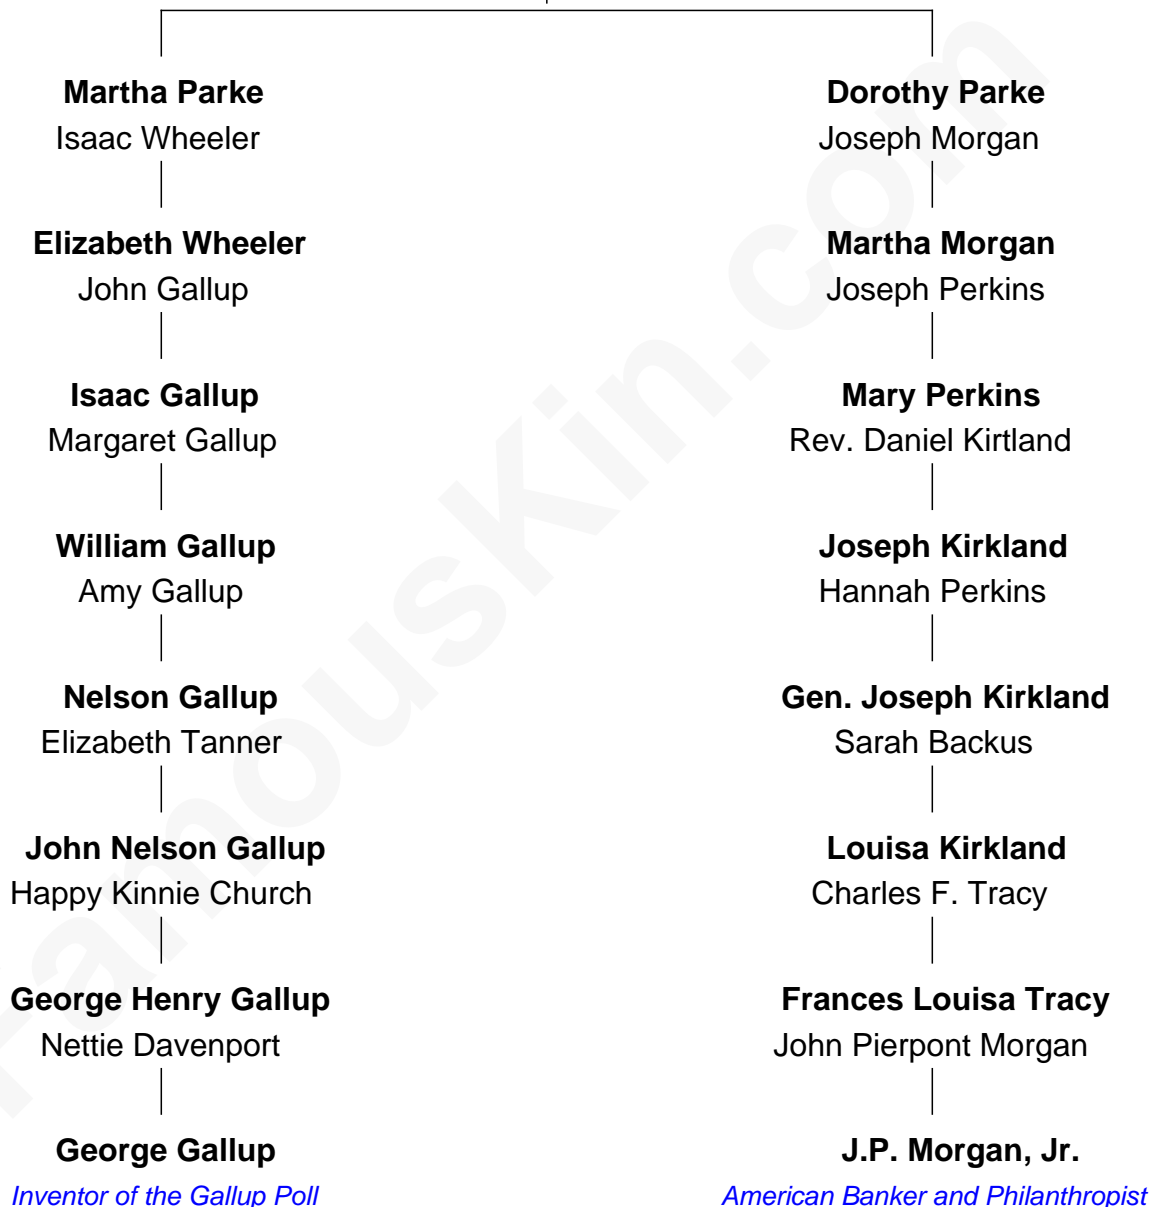 Martha Parke
Isaac Wheeler
Elizabeth Wheeler
John Gallup
Isaac Gallup
Margaret Gallup
William Gallup
Amy Gallup
Nelson Gallup
Elizabeth Tanner
John Nelson Gallup
Happy Kinnie Church
George Henry Gallup
Nettie Davenport
George Gallup
Inventor of the Gallup Poll
Dorothy Parke
Joseph Morgan
Martha Morgan
Joseph Perkins
Mary Perkins
Rev. Daniel Kirtland
Joseph Kirkland
Hannah Perkins
Gen. Joseph Kirkland
Sarah Backus
Louisa Kirkland
Charles F. Tracy
Frances Louisa Tracy
John Pierpont Morgan
J.P. Morgan, Jr.
American Banker and Philanthropist
FamousKin.com